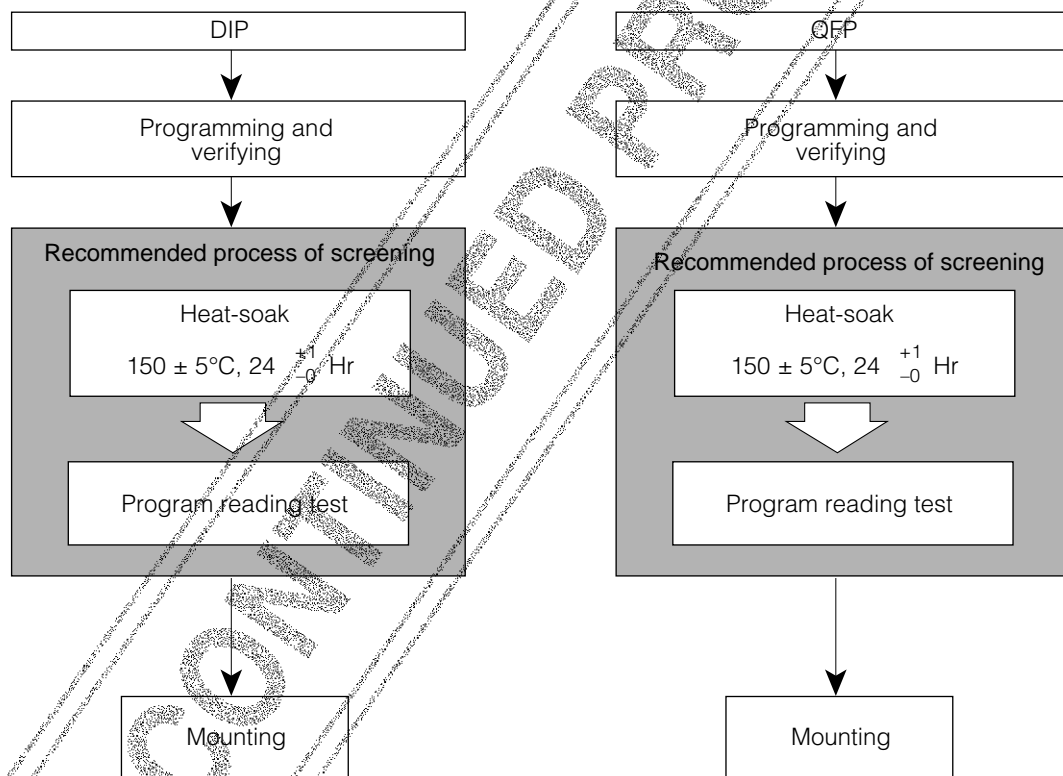 DIP
Programming and
verifying
Recommended process of screening
Heat-soak
150 ± 5°C, 24 +1 −0 Hr
Program reading test
Mounting
QFP
Programming and
verifying
Recommended process of screening
Heat-soak
150 ± 5°C, 24 +1 −0 Hr
Program reading test
Mounting
CONTINUED PRO